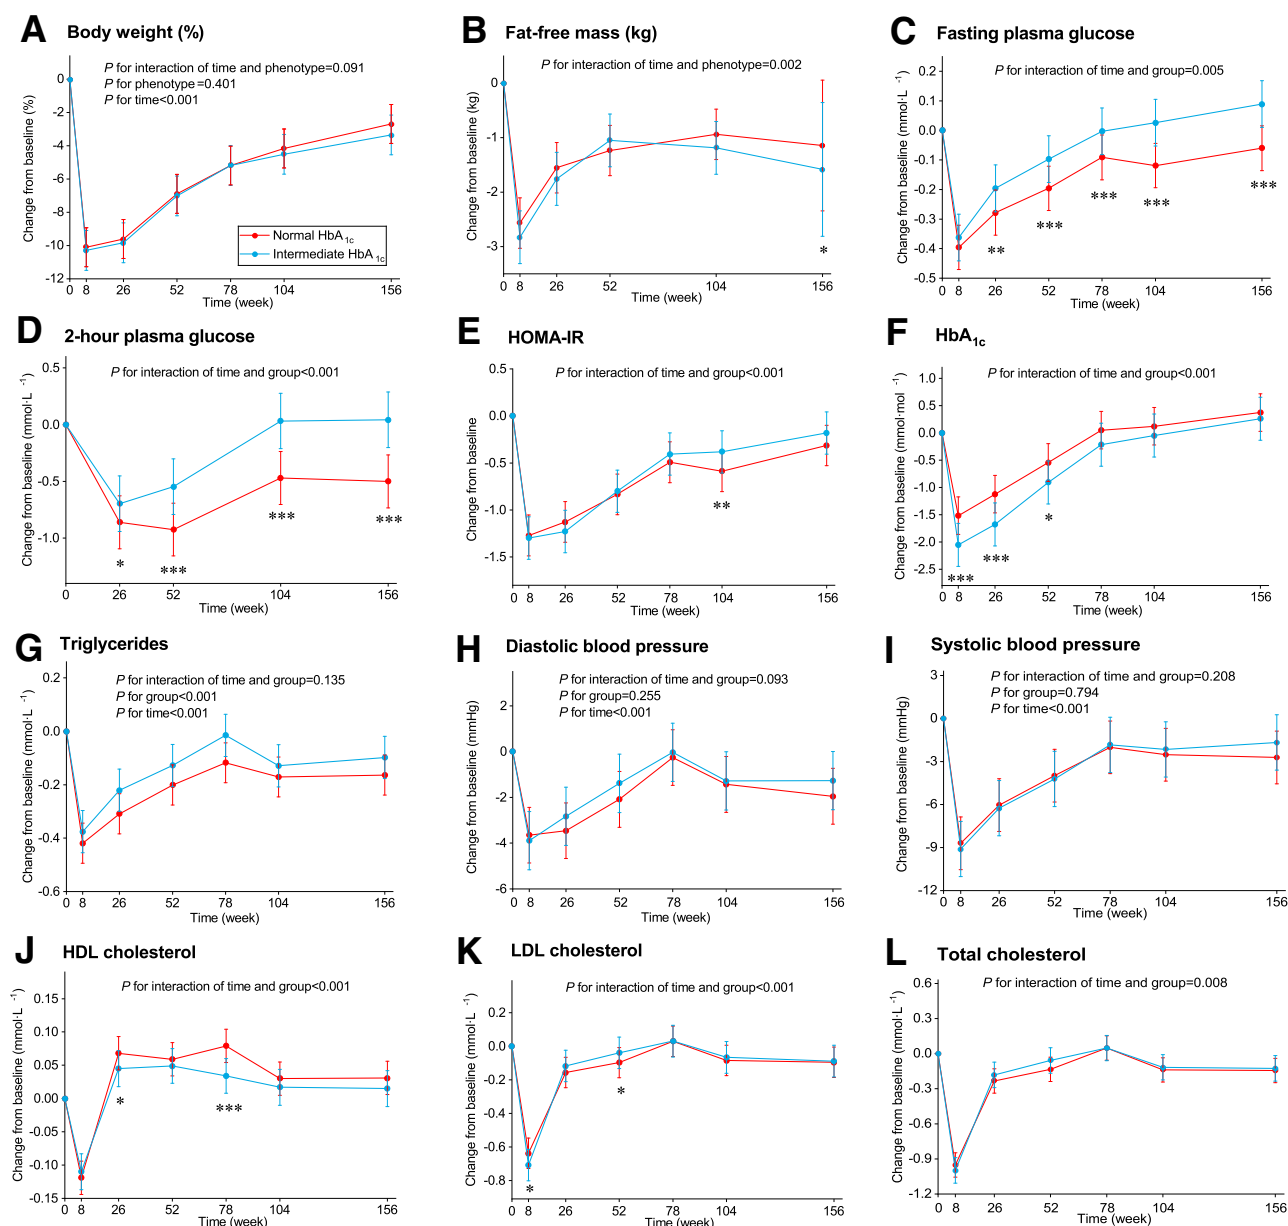 A Body weight (%)
P for interaction of time and phenotype=0.091
P for phenotype=0.401
P for time<0.001
Change from baseline (%)
0
-2
-4
-6
-8
-10
-12
Normal HbA1c
Intermediate HbA1c
0 8 26 52 78 104 156
Time (week)
B Fat-free mass (kg)
P for interaction of time and phenotype=0.002
Change from baseline (kg)
0
-1
-2
-3
*
0 8 26 52 104 156
Time (week)
C Fasting plasma glucose
P for interaction of time and group=0.005
Change from baseline (mmol·L-1)
0.2
0.1
0.0
-0.1
-0.2
-0.3
-0.4
-0.5
** *** *** *** ***
0 8 26 52 78 104 156
Time (week)
D 2-hour plasma glucose
P for interaction of time and group<0.001
Change from baseline (mmol·L-1)
0.5
0.0
-0.5
-1.0
* *** *** ***
0 26 52 104 156
Time (week)
E HOMA-IR
P for interaction of time and group<0.001
Change from baseline
0.5
0.0
-0.5
-1.0
-1.5
**
0 8 26 52 78 104 156
Time (week)
F HbA1c
P for interaction of time and group<0.001
Change from baseline (mmol·mol-1)
1.0
0.5
0.0
-0.5
-1.0
-1.5
-2.0
-2.5
*** *** *
0 8 26 52 78 104 156
Time (week)
G Triglycerides
P for interaction of time and group=0.135
P for group<0.001
P for time<0.001
Change from baseline (mmol·L-1)
0.2
0.0
-0.2
-0.4
-0.6
0 8 26 52 78 104 156
Time (week)
H Diastolic blood pressure
P for interaction of time and group=0.093
P for group=0.255
P for time<0.001
Change from baseline (mmHg)
2
0
-2
-4
-6
0 8 26 52 78 104 156
Time (week)
I Systolic blood pressure
P for interaction of time and group=0.208
P for group=0.794
P for time<0.001
Change from baseline (mmHg)
3
0
-3
-6
-9
-12
0 8 26 52 78 104 156
Time (week)
J HDL cholesterol
P for interaction of time and group<0.001
Change from baseline (mmol·L-1)
0.15
0.10
0.05
0.00
-0.05
-0.10
-0.15
* ***
0 8 26 52 78 104 156
Time (week)
K LDL cholesterol
P for interaction of time and group<0.001
Change from baseline (mmol·L-1)
0.2
0.0
-0.2
-0.4
-0.6
-0.8
* *
0 8 26 52 78 104 156
Time (week)
L Total cholesterol
P for interaction of time and group=0.008
Change from baseline (mmol·L-1)
0.6
0.3
0.0
-0.3
-0.6
-0.9
-1.2
0 8 26 52 78 104 156
Time (week)